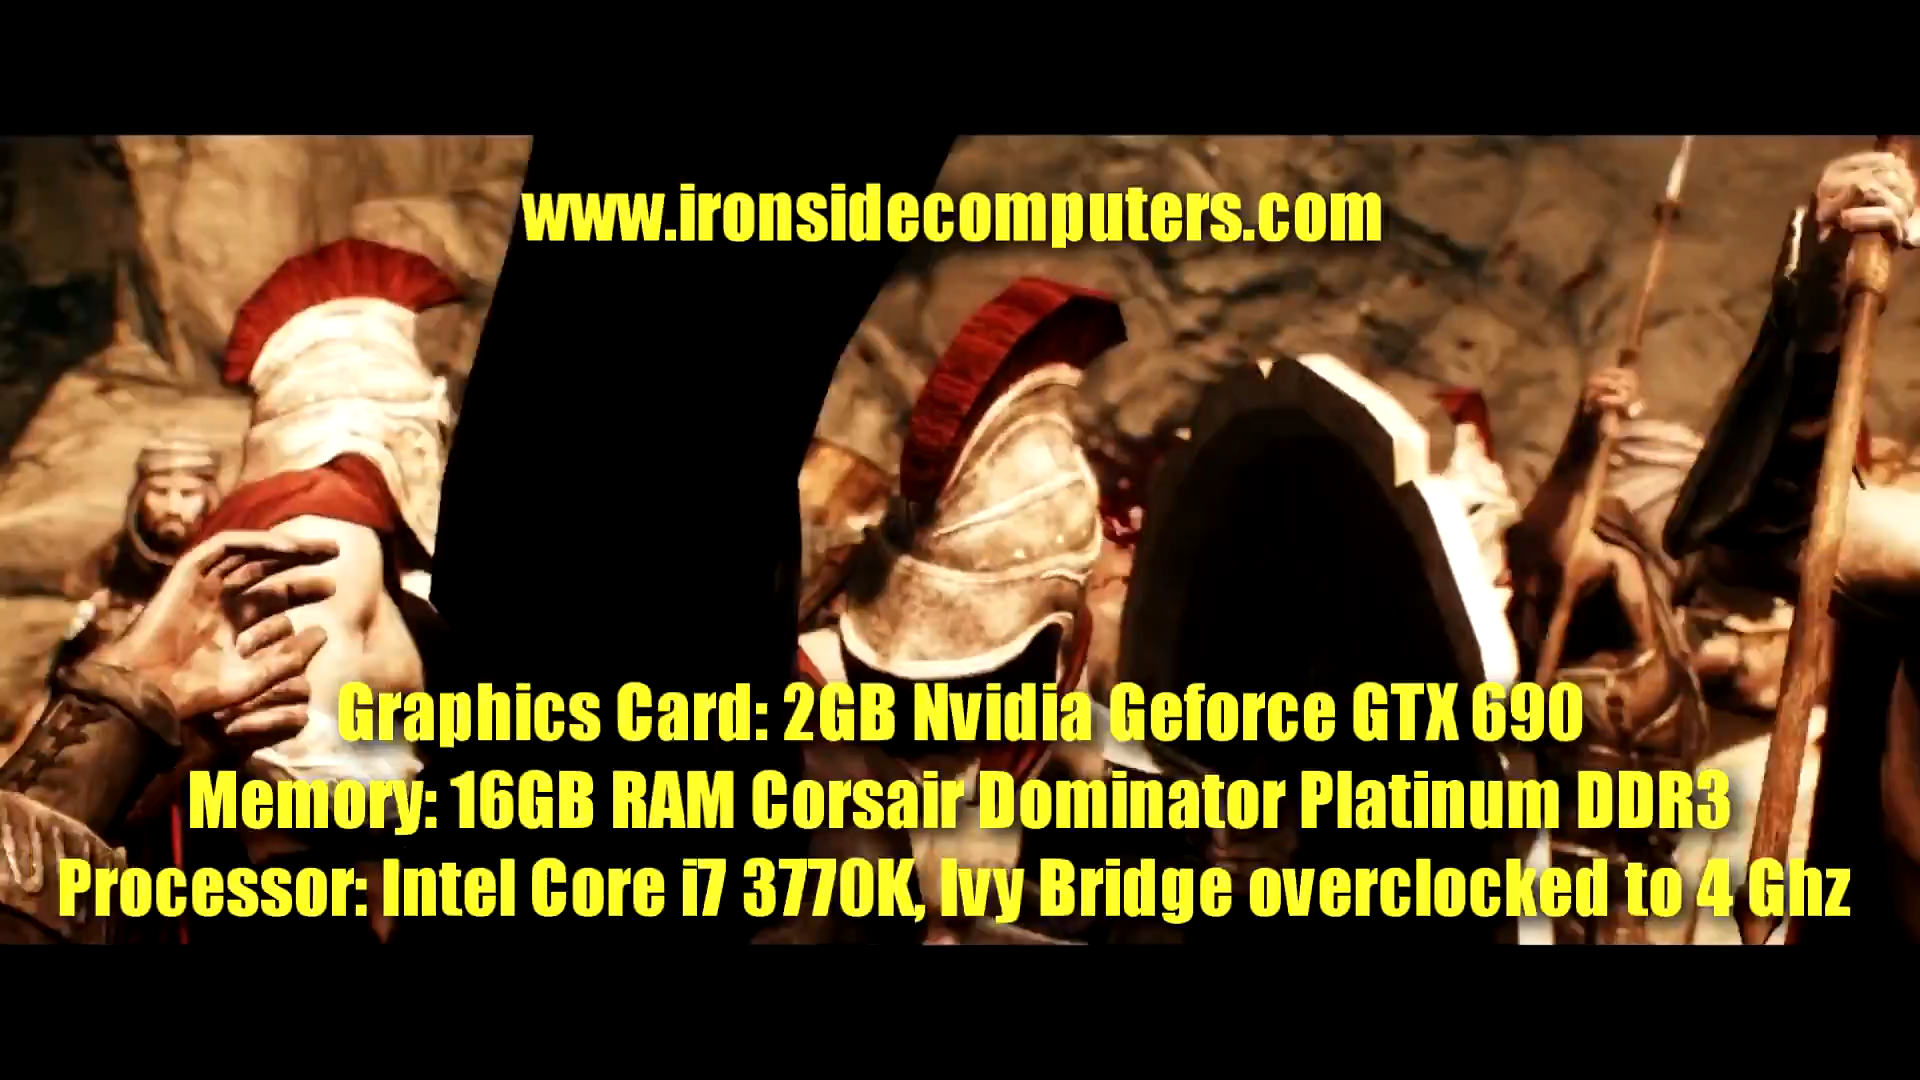 www.ironsidecomputers.com
Graphics Card: 2GB Nvidia Geforce GTX 690
Memory: 16GB RAM Corsair Dominator Platinum DDR3
Processor: Intel Core i7 3770K, Ivy Bridge overclocked to 4 Ghz